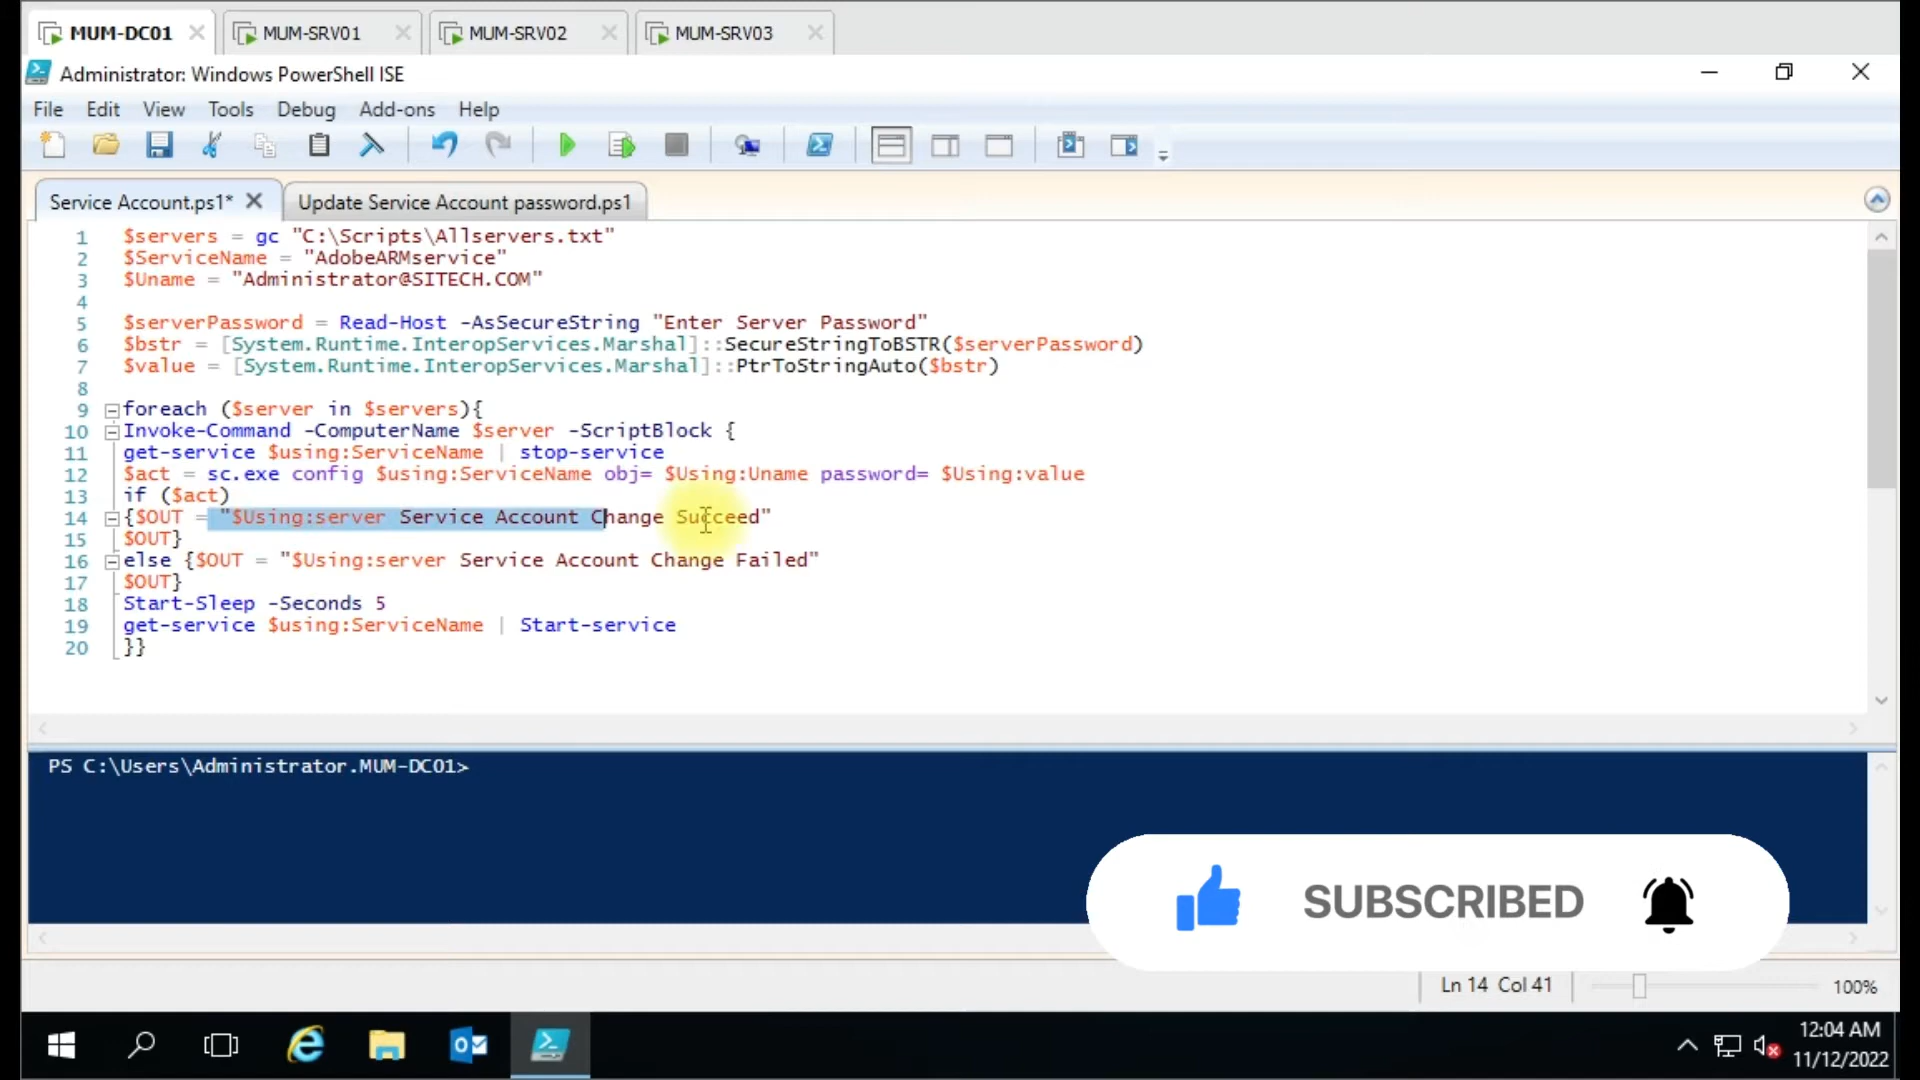 MUM-DC01 MUM-SRV01 MUM-SRV02 MUM-SRV03
Administrator: Windows PowerShell ISE
File Edit View Tools Debug Add-ons Help
Service Account.ps1* Update Service Account password.ps1
1 $servers = gc "C:\Scripts\Allservers.txt"
2 $ServiceName = "AdobeARMservice"
3 $Uname = "Administrator@SITECH.COM"
4
5 $serverPassword = Read-Host -AsSecureString "Enter Server Password"
6 $bstr = [System.Runtime.InteropServices.Marshal]::SecureStringToBSTR($serverPassword)
7 $value = [System.Runtime.InteropServices.Marshal]::PtrToStringAuto($bstr)
8
9 foreach ($server in $servers){
10 Invoke-Command -ComputerName $server -ScriptBlock {
11 get-service $using:ServiceName | stop-service
12 $act = sc.exe config $using:ServiceName obj= $Using:Uname password= $Using:value
13 if ($act)
14 {$OUT = "$Using:server Service Account Change Succeed"
15 $OUT}
16 else {$OUT = "$Using:server Service Account Change Failed"
17 $OUT}
18 Start-Sleep -Seconds 5
19 get-service $using:ServiceName | Start-service
20 }}
PS C:\Users\Administrator.MUM-DC01>
SUBSCRIBED
Ln 14 Col 41 100%
12:04 AM
11/12/2022